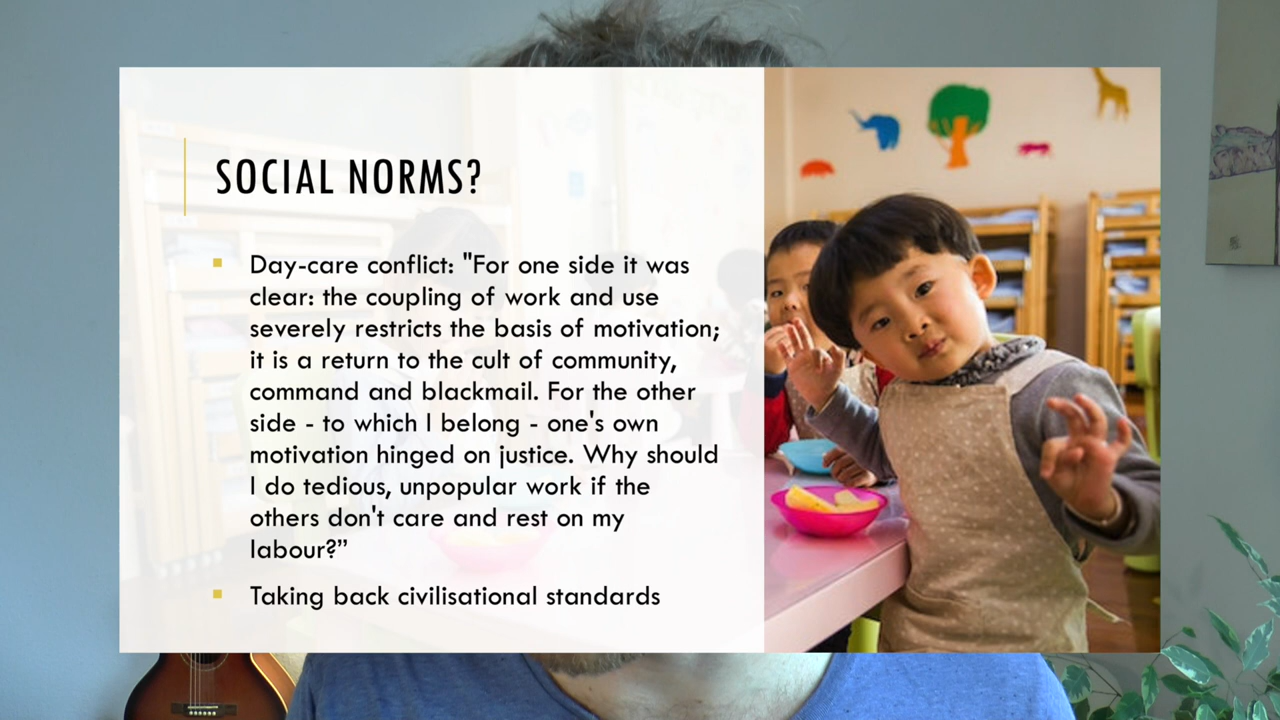 SOCIAL NORMS?
Day-care conflict: "For one side it was
clear: the coupling of work and use
severely restricts the basis of motivation;
it is a return to the cult of community,
command and blackmail. For the other
side - to which I belong - one's own
motivation hinged on justice. Why should
I do tedious, unpopular work if the
others don't care and rest on my
labour?”
Taking back civilisational standards